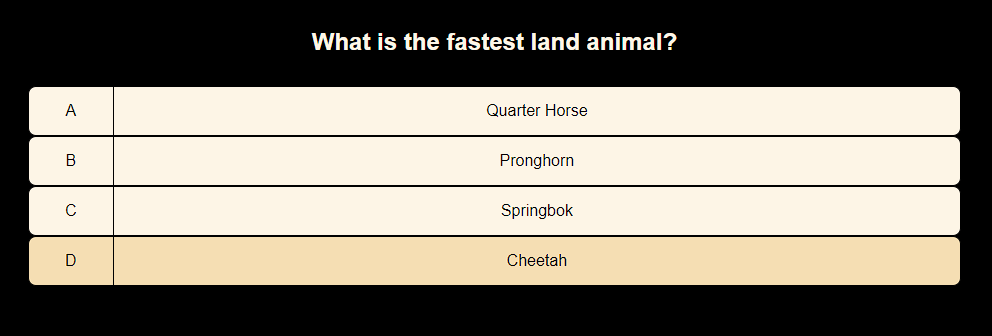 What is the fastest land animal?
A Quarter Horse
B Pronghorn
C Springbok
D Cheetah